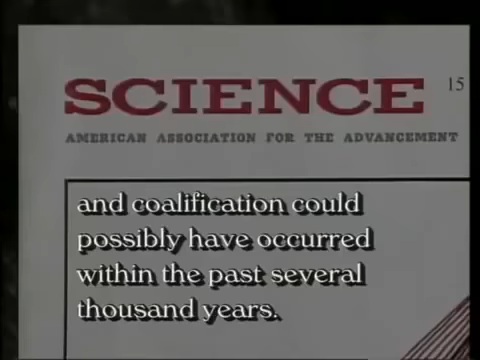 SCIENCE
15
AMERICAN ASSOCIATION FOR THE ADVANCEMENT
and coalification could
possibly have occurred
within the past several
thousand years.